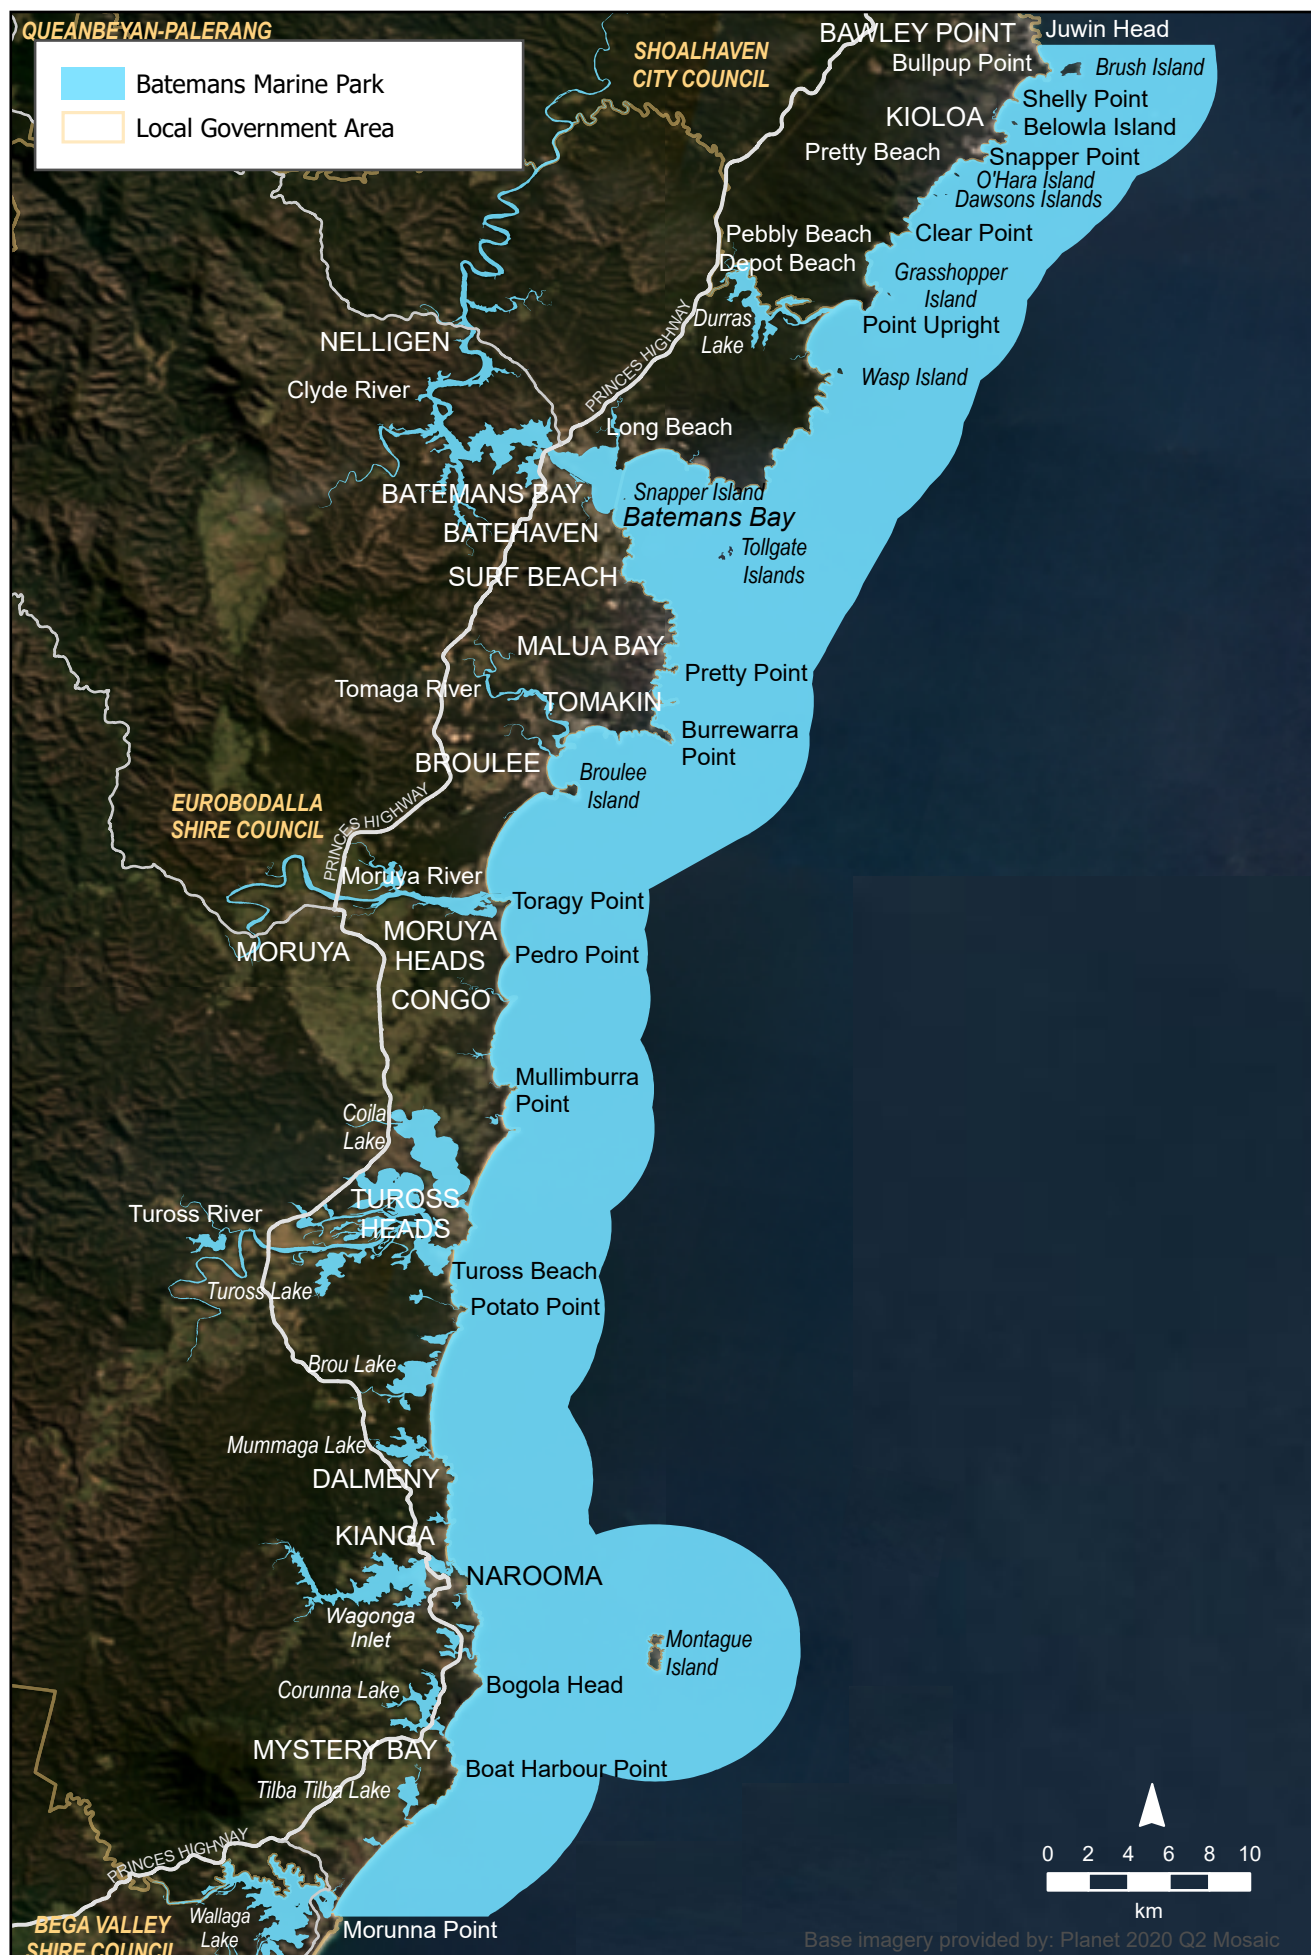 QUEANBEYAN-PALERANG
Batemans Marine Park
Local Government Area
SHOALHAVEN
CITY COUNCIL
BAWLEY POINT
Juwin Head
Bullpup Point
Brush Island
Shelly Point
KIOLOA
Belowla Island
Pretty Beach
Snapper Point
O'Hara Island
Dawsons Islands
Pebbly Beach
Clear Point
Depot Beach
Grasshopper
Island
Durras
Lake
Point Upright
PRINCES HIGHWAY
NELLIGEN
Wasp Island
Clyde River
Long Beach
BATEMANS BAY
Snapper Island
Batemans Bay
BATEHAVEN
Tollgate
Islands
SURF BEACH
MALUA BAY
Pretty Point
Tomaga River
TOMAKIN
Burrewarra
Point
BROULEE
Broulee
Island
EUROBODALLA
SHIRE COUNCIL
PRINCES HIGHWAY
Moruya River
Toragy Point
MORUYA
HEADS
MORUYA
Pedro Point
CONGO
Mullimburra
Point
Coila
Lake
TUROSS
HEADS
Tuross River
Tuross Beach
Tuross Lake
Potato Point
Brou Lake
Mummaga Lake
DALMENY
KIANGA
NAROOMA
Wagonga
Inlet
Montague
Island
Corunna Lake
Bogola Head
MYSTERY BAY
Boat Harbour Point
Tilba Tilba Lake
PRINCES HIGHWAY
Wallaga
Lake
BEGA VALLEY
SHIRE COUNCIL
Morunna Point
0 2 4 6 8 10
km
Base imagery provided by: Planet 2020 Q2 Mosaic